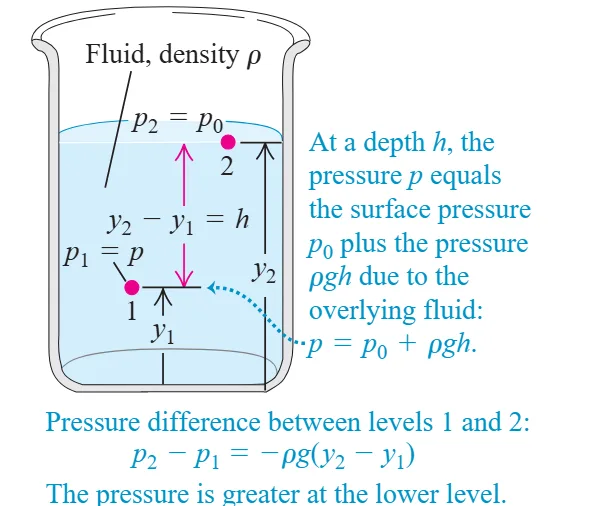 Fluid, density ρ
p₂ = p₀
2
y₂ − y₁ = h
p₁ = p
y₂
1
y₁
At a depth h, the
pressure p equals
the surface pressure
p₀ plus the pressure
ρgh due to the
overlying fluid:
p = p₀ + ρgh.
Pressure difference between levels 1 and 2:
p₂ − p₁ = −ρg(y₂ − y₁)
The pressure is greater at the lower level.